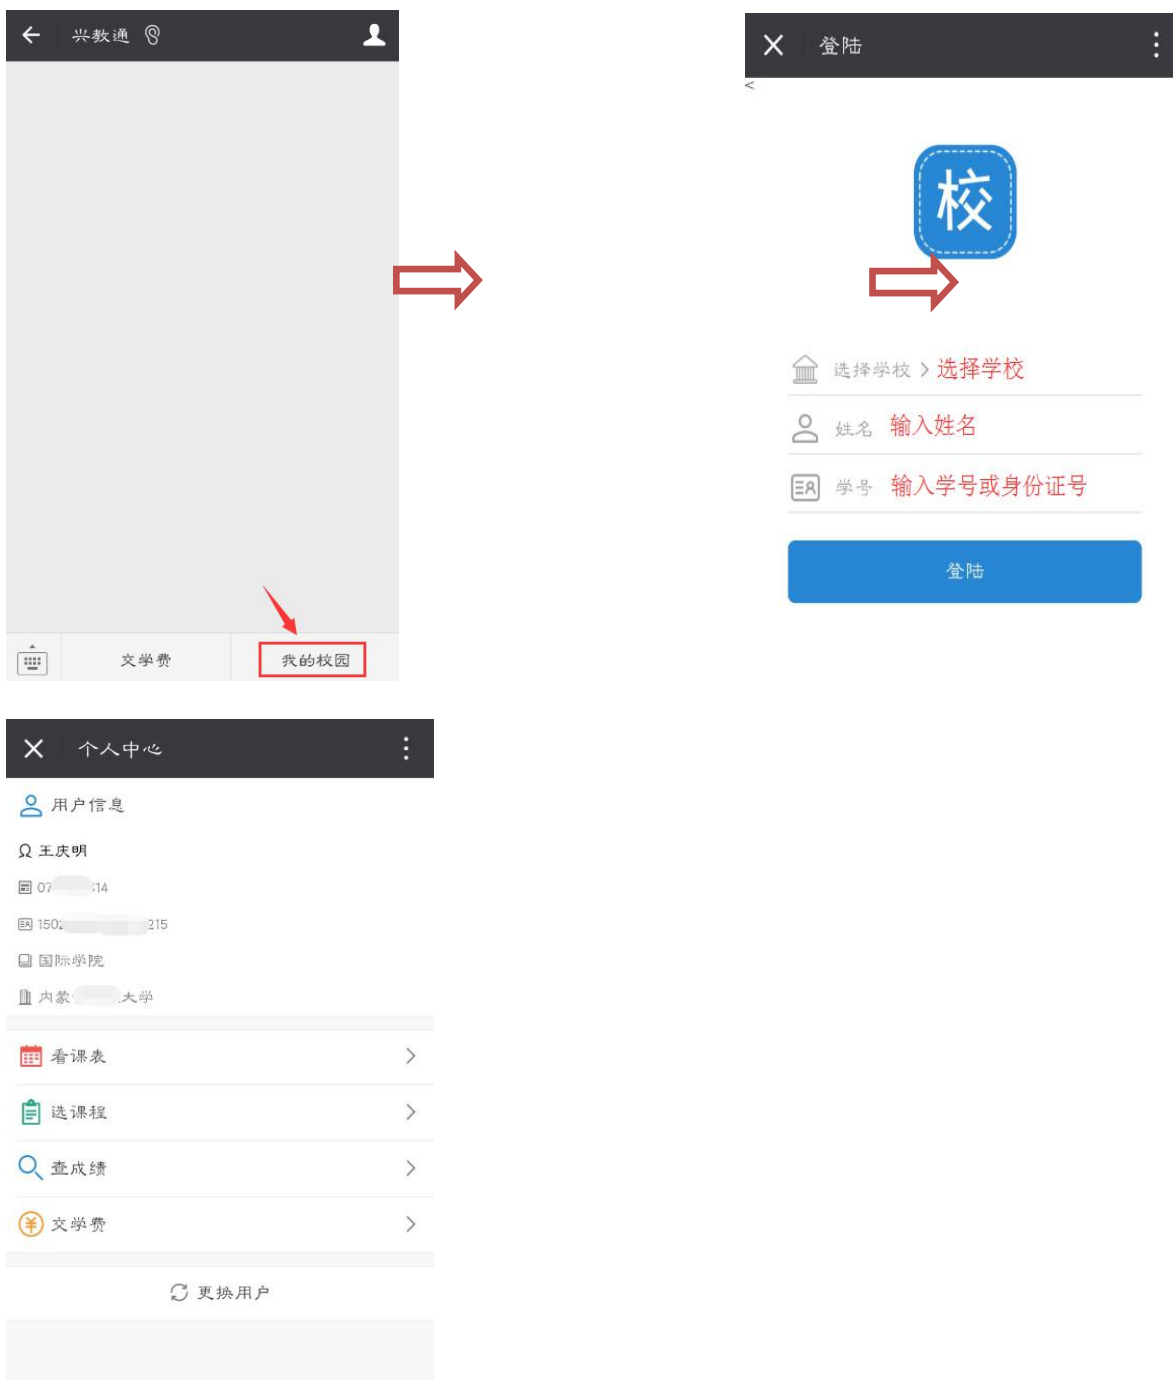 兴教通
文学费
我的校园
登陆
<
校
选择学校 > 选择学校
姓名 输入姓名
学号 输入学号或身份证号
登陆
个人中心
用户信息
王庆明
07 14
150 215
国际学院
内蒙 大学
看课表
选课程
查成绩
文学费
更换用户